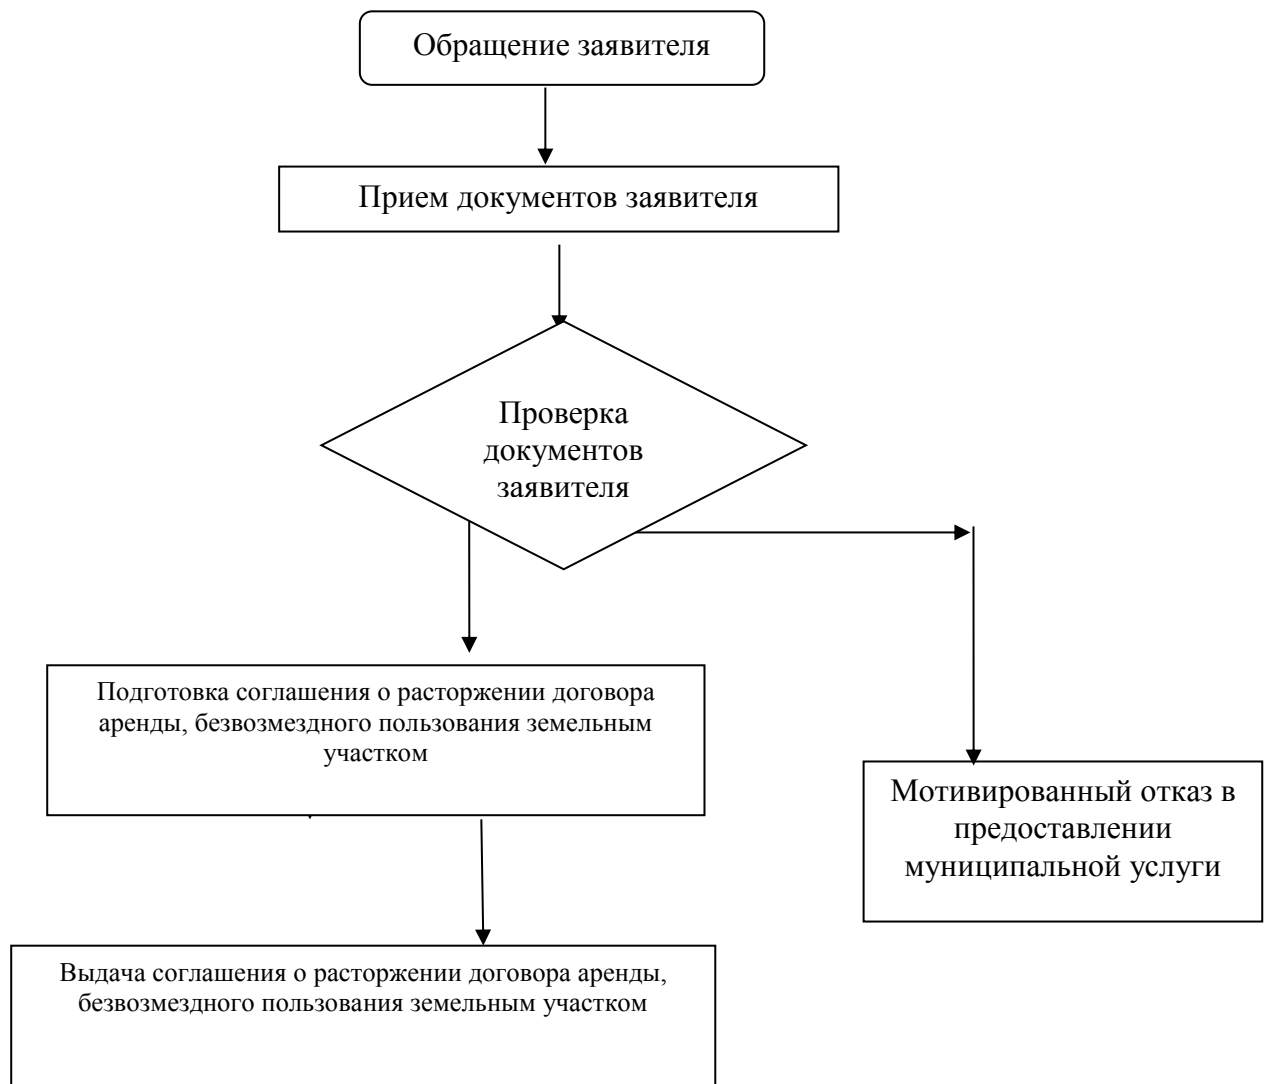 Обращение заявителя
Прием документов заявителя
Проверка
документов
заявителя
Подготовка соглашения о расторжении договора
аренды, безвозмездного пользования земельным
участком
Мотивированный отказ в
предоставлении
муниципальной услуги
Выдача соглашения о расторжении договора аренды,
безвозмездного пользования земельным участком